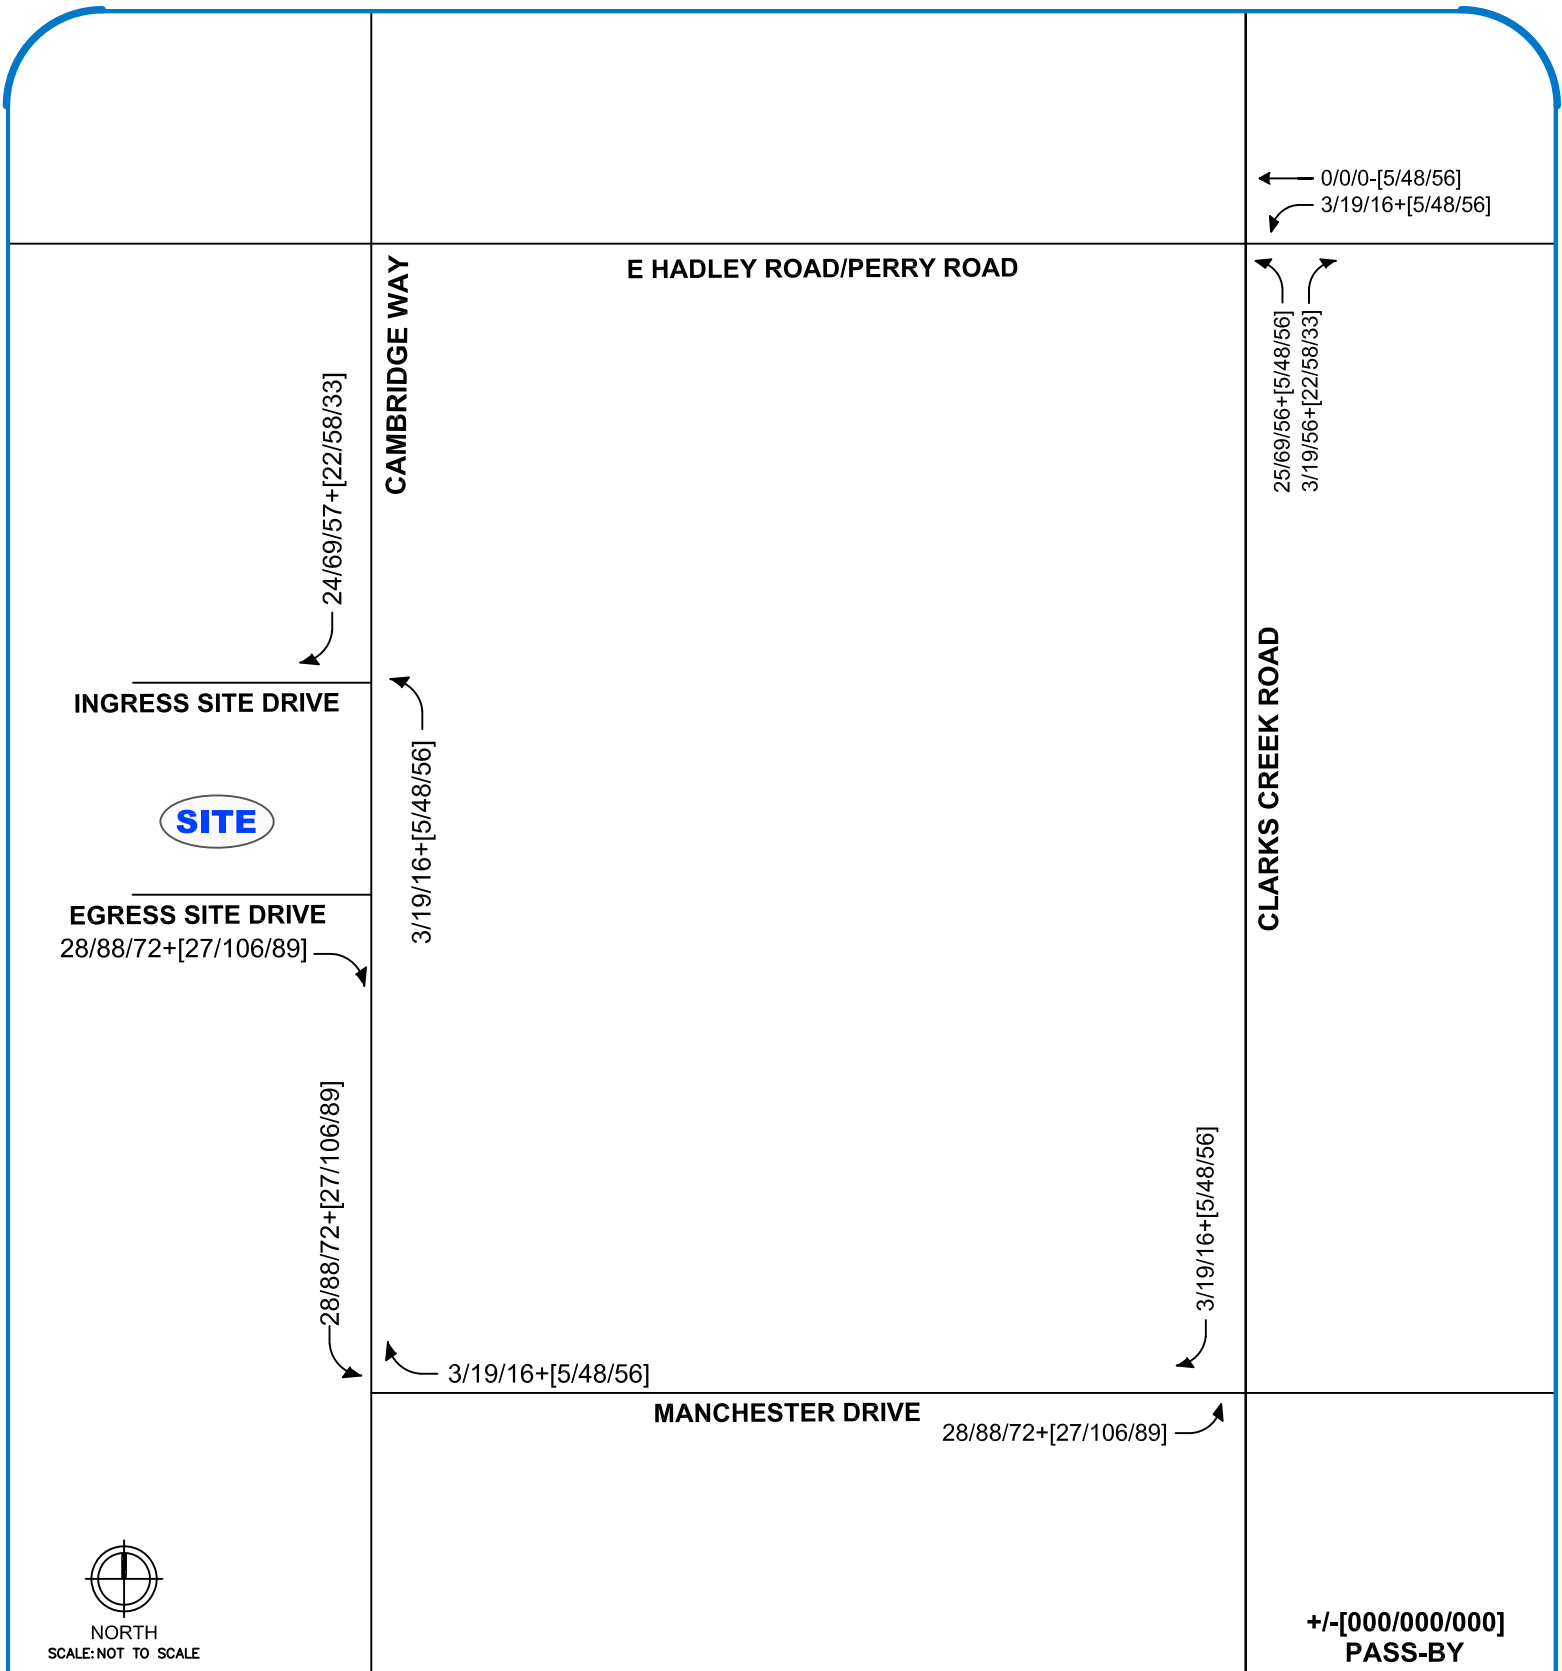 0/0/0-[5/48/56]
3/19/16+[5/48/56]
E HADLEY ROAD/PERRY ROAD
CAMBRIDGE WAY
25/69/56+[5/48/56]
3/19/56+[22/58/33]
24/69/57+[22/58/33]
INGRESS SITE DRIVE
CLARKS CREEK ROAD
3/19/16+[5/48/56]
SITE
EGRESS SITE DRIVE
28/88/72+[27/106/89]
28/88/72+[27/106/89]
3/19/16+[5/48/56]
3/19/16+[5/48/56]
MANCHESTER DRIVE
28/88/72+[27/106/89]
NORTH
SCALE: NOT TO SCALE
+/-[000/000/000]
PASS-BY